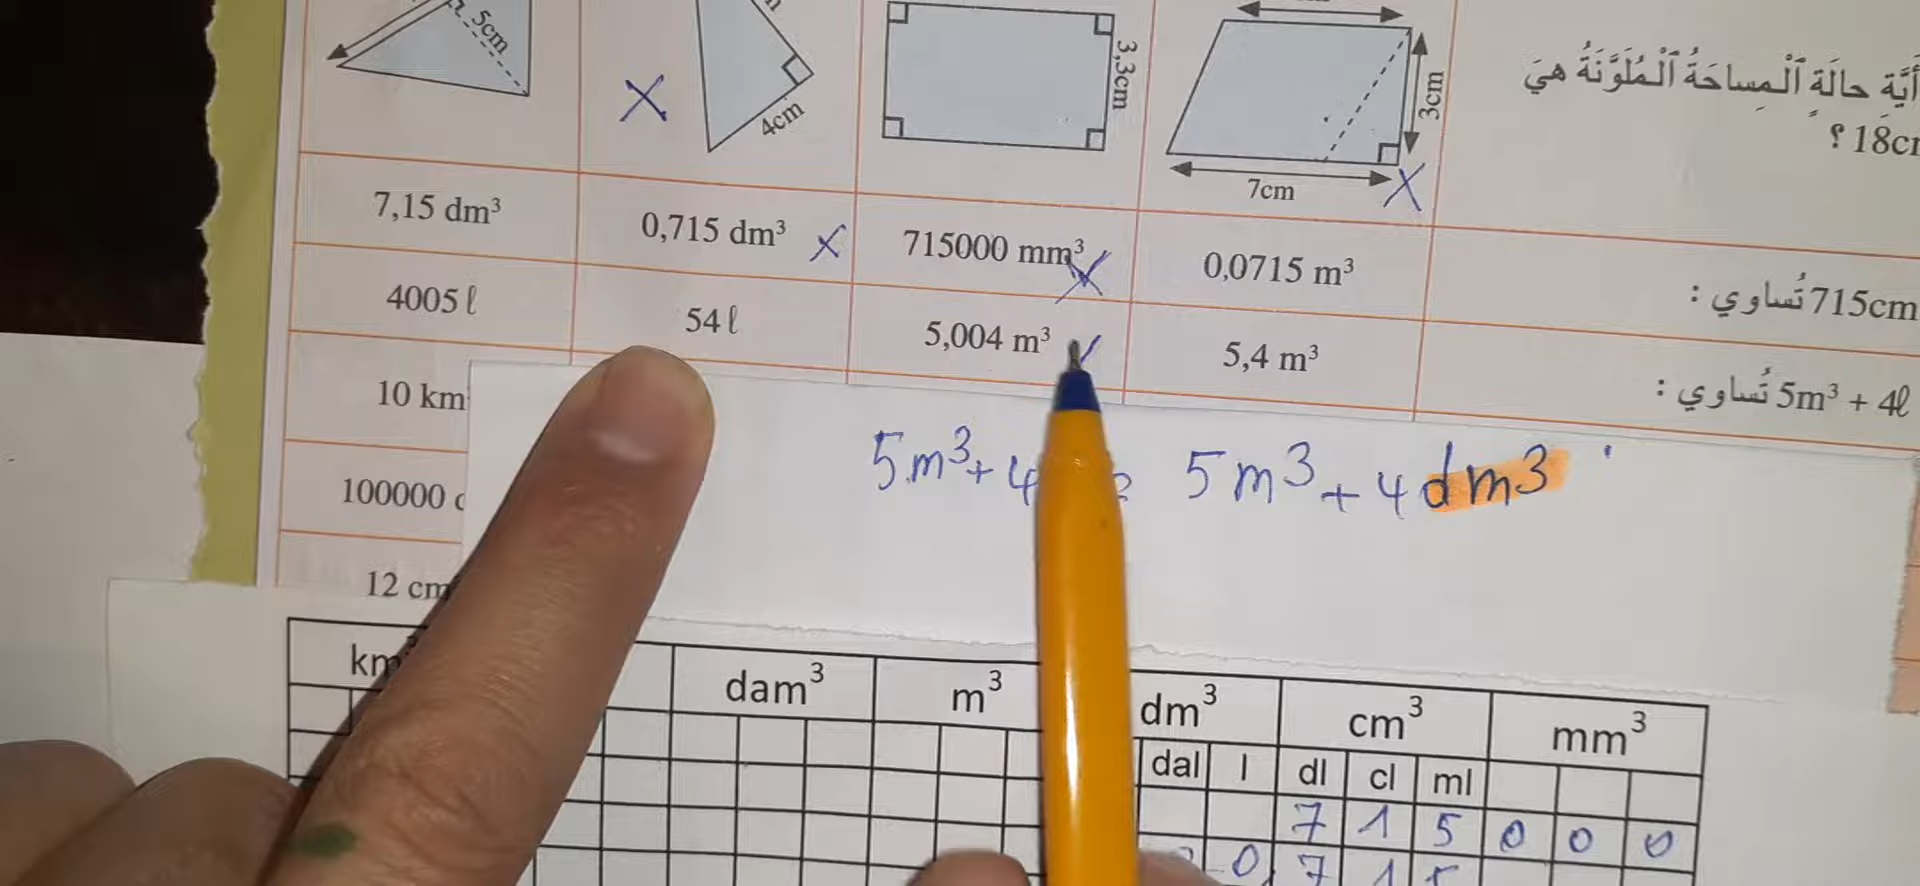 5cm
4cm
3,3cm
3cm
7cm
أَيَّةِ حالَةٍ ٱلْمِساحَةُ ٱلْمُلَوَّنَةُ هيَ
18c ؟
7,15 dm³
0,715 dm³ X
715000 mm³ X
0,0715 m³
715cm تُساوي :
4005 ℓ
54 ℓ
5,004 m³
5,4 m³
5m³ + 4ℓ تُساوي :
10 km
5m³+4 = 5m³+4dm3
100000
12 cm
km
dam³
m³
dm³
cm³
mm³
dal l dl cl ml
7 1 5 0 0 0
0, 7 1 5